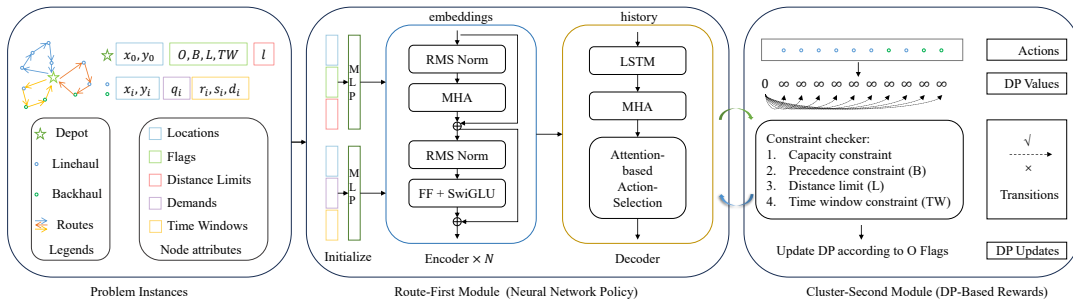 x₀, y₀
O, B, L, TW
l
xᵢ, yᵢ
qᵢ
rᵢ, sᵢ, dᵢ
Depot
Linehaul
Backhaul
Routes
Legends
Locations
Flags
Distance Limits
Demands
Time Windows
Node attributes
Problem Instances
MLP
MLP
Initialize
embeddings
RMS Norm
MHA
RMS Norm
FF + SwiGLU
Encoder × N
history
LSTM
MHA
Attention-
based
Action-
Selection
Decoder
Route-First Module (Neural Network Policy)
Actions
0 ∞ ∞ ∞ ∞ ∞ ∞ ∞ ∞ ∞
DP Values
Constraint checker:
1. Capacity constraint
2. Precedence constraint (B)
3. Distance limit (L)
4. Time window constraint (TW)
√
×
Transitions
Update DP according to O Flags
DP Updates
Cluster-Second Module (DP-Based Rewards)